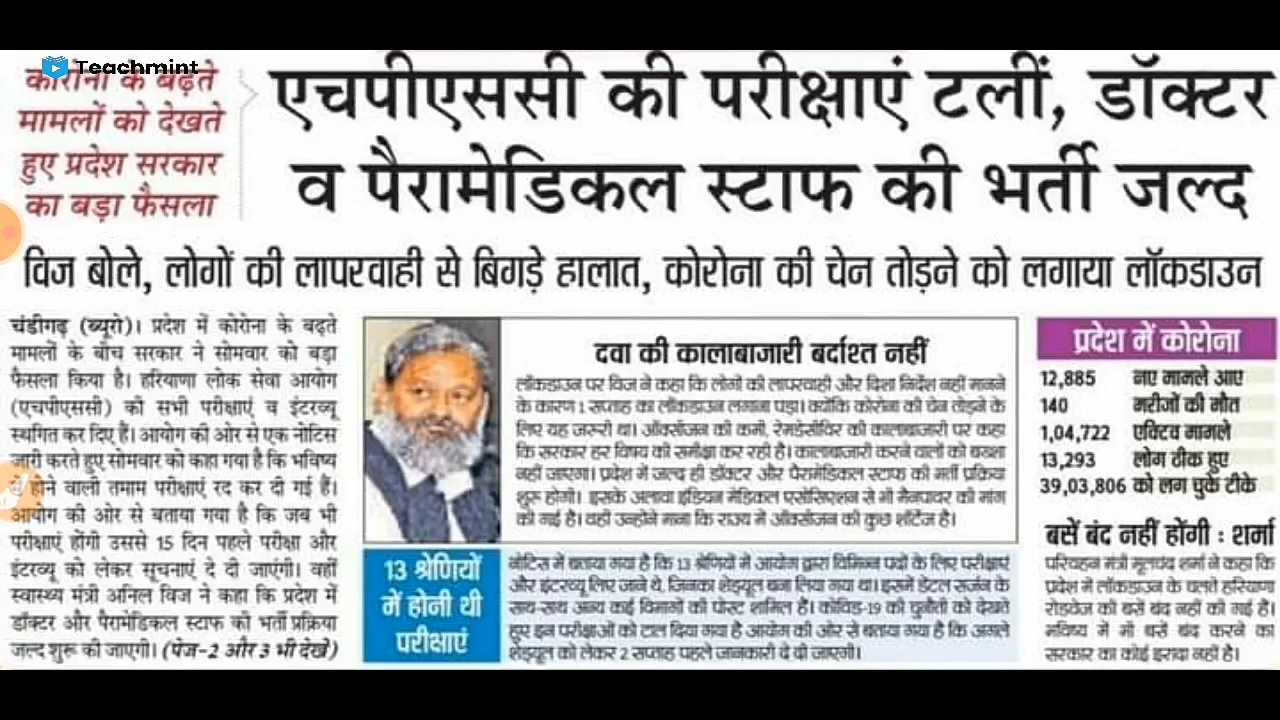 Teachmint
कोरोना के बढ़ते
मामलों को देखते
हुए प्रदेश सरकार
का बड़ा फैसला
एचपीएससी की परीक्षाएं टलीं, डॉक्टर
व पैरामेडिकल स्टाफ की भर्ती जल्द
विज बोले, लोगों की लापरवाही से बिगड़े हालात, कोरोना की चेन तोड़ने को लगाया लॉकडाउन
चंडीगढ़ (ब्यूरो)। प्रदेश में कोरोना के बढ़ते
मामलों के बीच सरकार ने सोमवार को बड़ा
फैसला किया है। हरियाणा लोक सेवा आयोग
(एचपीएससी) की सभी परीक्षाएं व इंटरव्यू
स्थगित कर दिए हैं। आयोग की ओर से एक नोटिस
जारी करते हुए सोमवार को कहा गया है कि भविष्य
में होने वाली तमाम परीक्षाएं रद कर दी गई हैं।
आयोग की ओर से बताया गया है कि जब भी
परीक्षाएं होंगी उससे 15 दिन पहले परीक्षा और
इंटरव्यू को लेकर सूचनाएं दे दी जाएंगी। वहीं
स्वास्थ्य मंत्री अनिल विज ने कहा कि प्रदेश में
डॉक्टर और पैरामेडिकल स्टाफ की भर्ती प्रक्रिया
जल्द शुरू की जाएगी। (पेज-2 और 3 भी देखें)
दवा की कालाबाजारी बर्दाश्त नहीं
लॉकडाउन पर विज ने कहा कि लोगों की लापरवाही और दिशा निर्देश नहीं मानने
के कारण 1 सप्ताह का लॉकडाउन लगाना पड़ा। क्योंकि कोरोना की चेन तोड़ने के
लिए यह जरूरी था। ऑक्सीजन की कमी, रेमडेसीविर की कालाबाजारी पर कहा
कि सरकार हर विषय की समीक्षा कर रही है। कालाबाजारी करने वालों को बख्शा
नहीं जाएगा। प्रदेश में जल्द ही डॉक्टर और पैरामेडिकल स्टाफ की भर्ती प्रक्रिया
शुरू होगी। इसके अलावा इंडियन मेडिकल एसोसिएशन से भी मैनपावर की मांग
की गई है। वहीं उन्होंने माना कि राज्य में ऑक्सीजन की कुछ शॉर्टेज है।
13 श्रेणियों
में होनी थी
परीक्षाएं
नोटिस में बताया गया है कि 13 श्रेणियों में आयोग द्वारा विभिन्न पदों के लिए परीक्षाएं
और इंटरव्यू लिए जाने थे, जिनका शेड्यूल बना लिया गया था। इसमें डेंटल सर्जन के
साथ-साथ अन्य कई विभागों की पोस्ट शामिल हैं। कोविड-19 की चुनौती को देखते
हुए इन परीक्षाओं को टाल दिया गया है आयोग की ओर से बताया गया है कि अगले
शेड्यूल को लेकर 2 सप्ताह पहले जानकारी दे दी जाएगी।
प्रदेश में कोरोना
12,885 नए मामले आए
140 मरीजों की मौत
1,04,722 एक्टिव मामले
13,293 लोग ठीक हुए
39,03,806 को लग चुके टीके
बसें बंद नहीं होंगी : शर्मा
परिवहन मंत्री मूलचंद शर्मा ने कहा कि
प्रदेश में लॉकडाउन के चलते हरियाणा
रोडवेज की बसें बंद नहीं की गई है।
भविष्य में भी बसें बंद करने का
सरकार का कोई इरादा नहीं है।